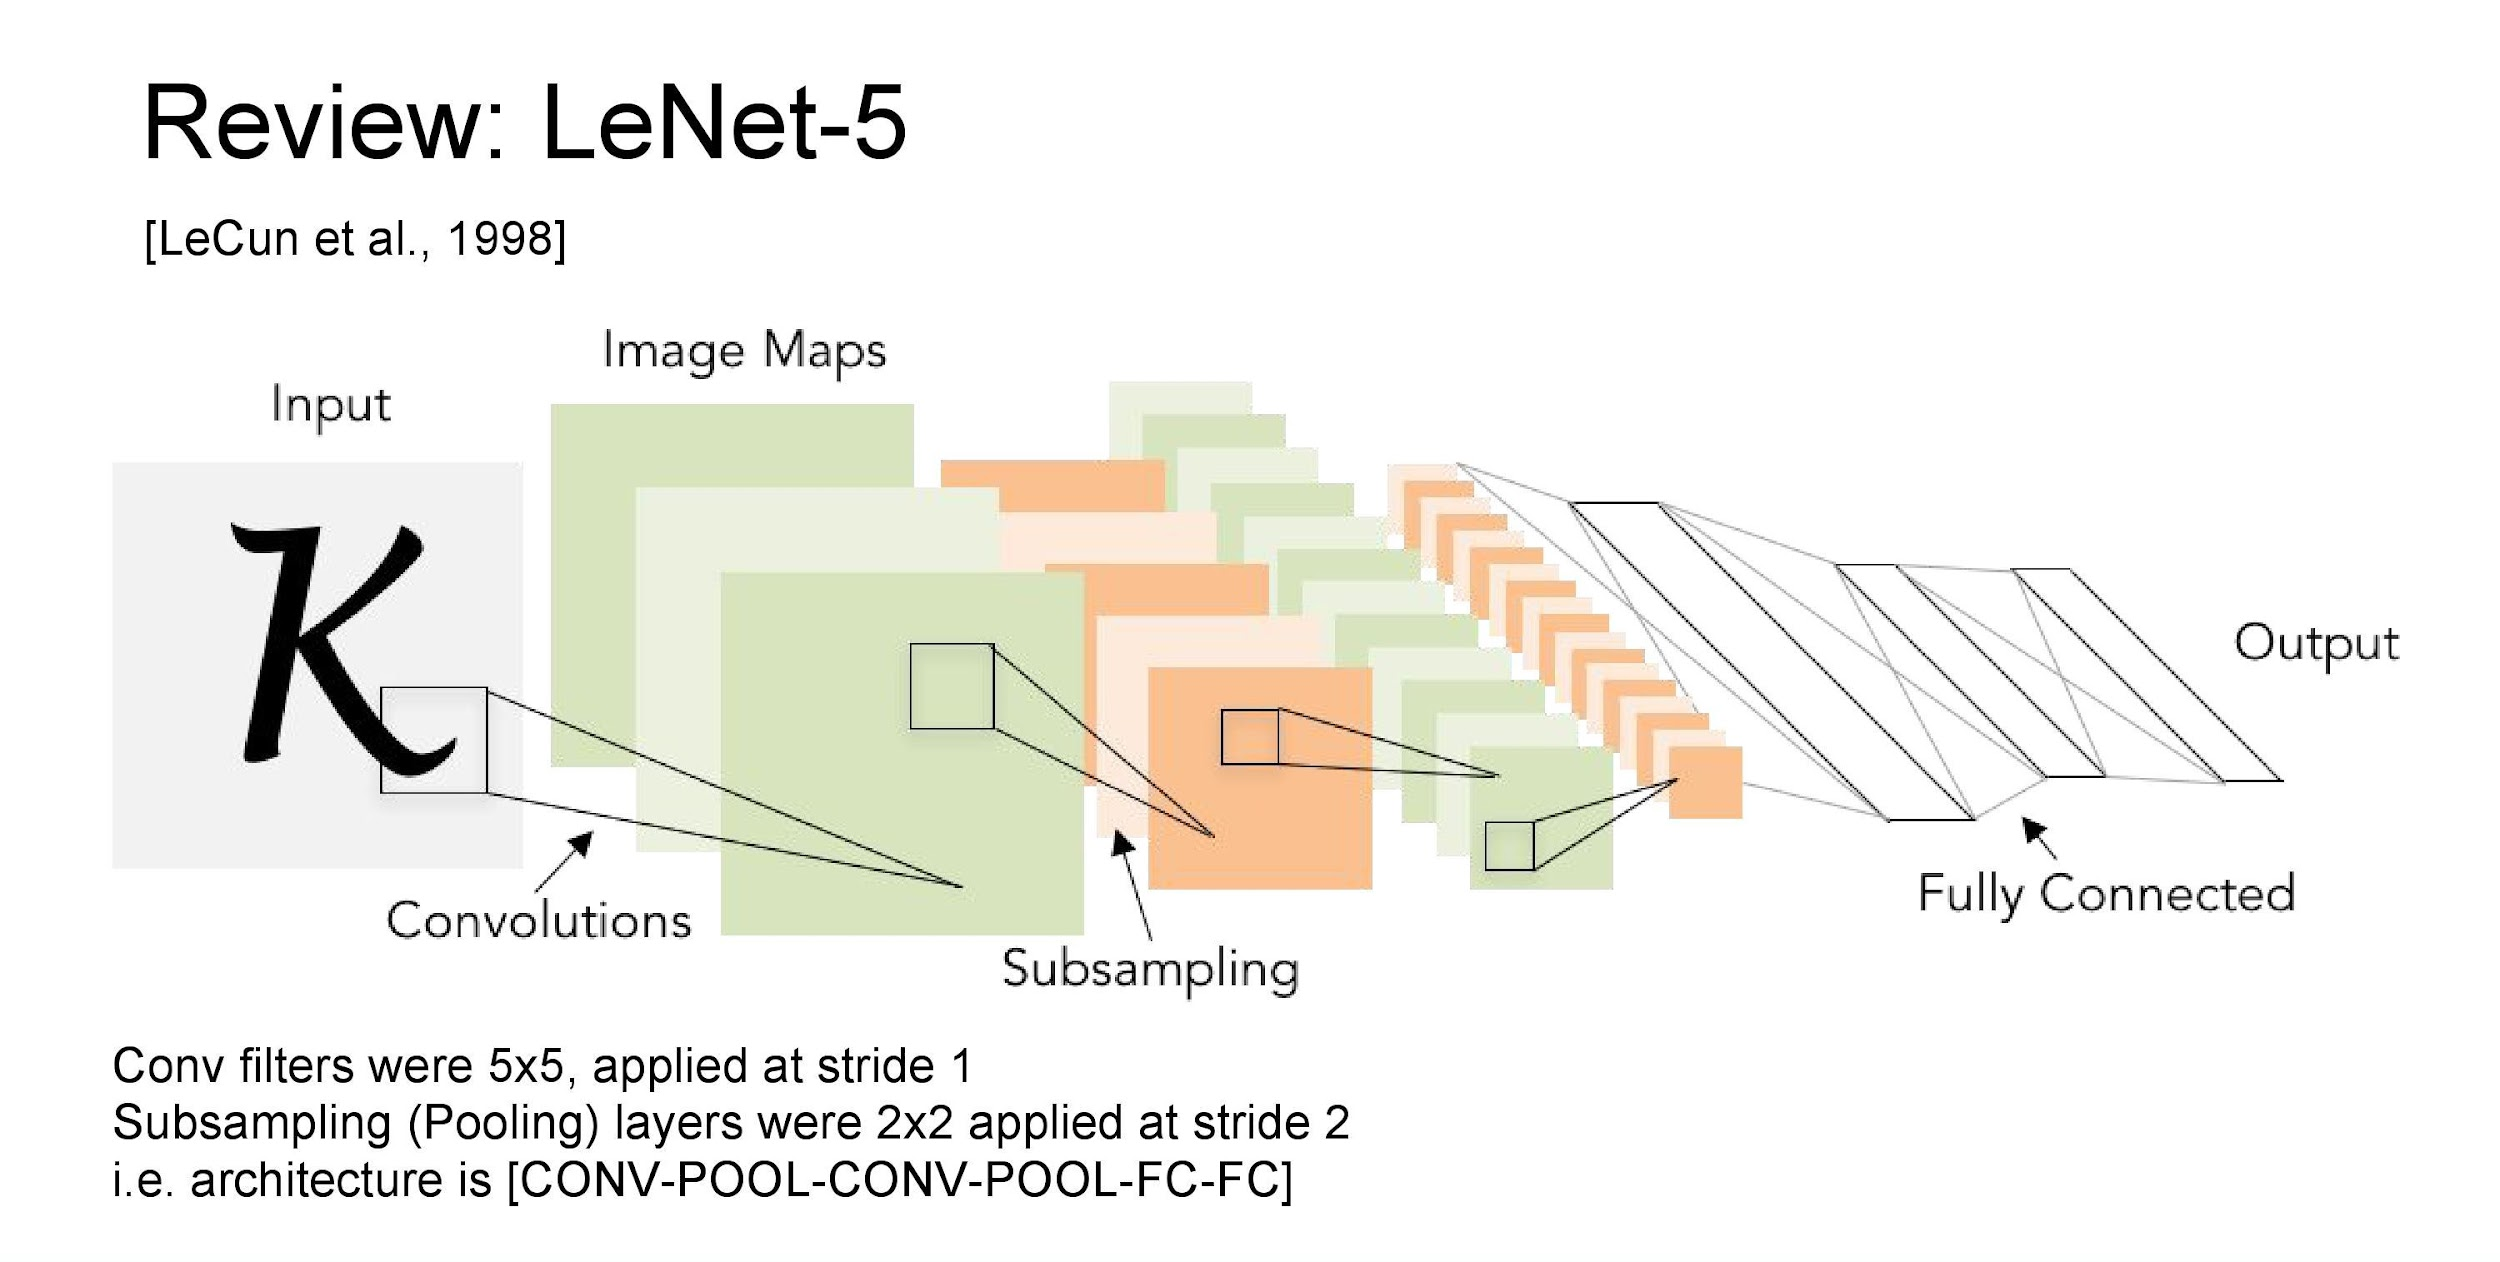 Review: LeNet-5
[LeCun et al., 1998]
Image Maps
Input
K
Output
Fully Connected
Convolutions
Subsampling
Conv filters were 5x5, applied at stride 1
Subsampling (Pooling) layers were 2x2 applied at stride 2
i.e. architecture is [CONV-POOL-CONV-POOL-FC-FC]